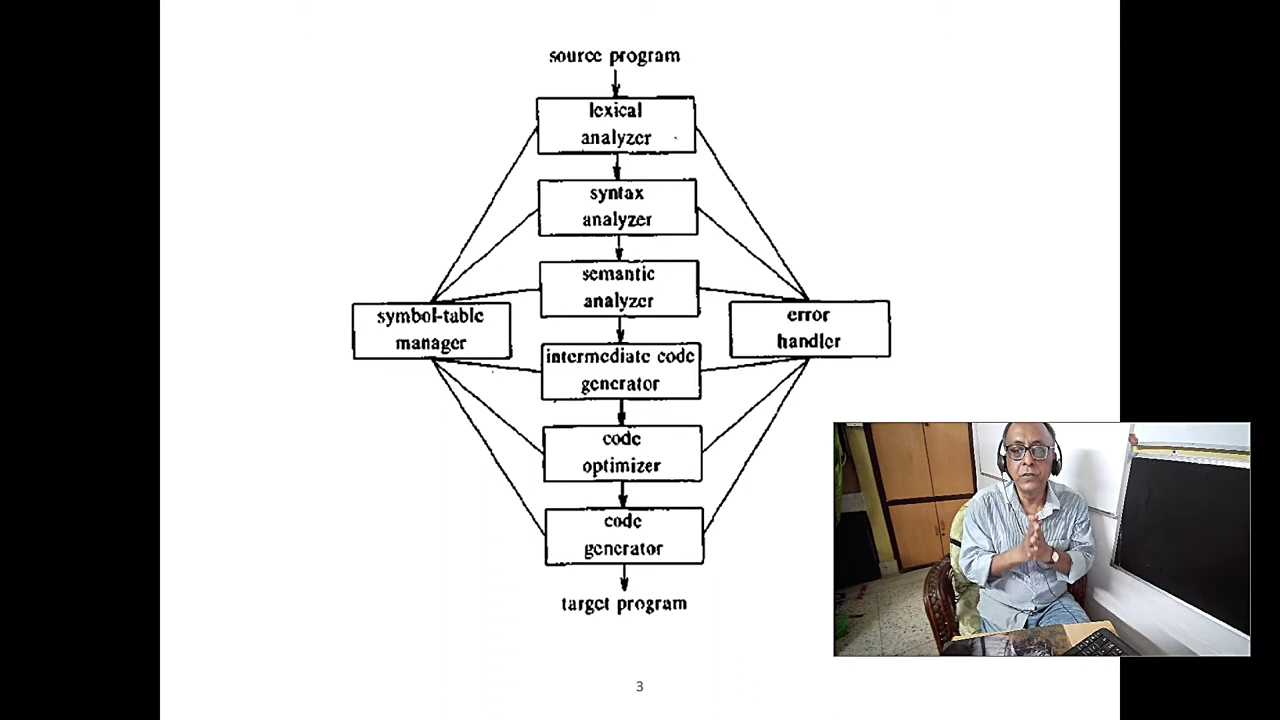 source program
lexical
analyzer
syntax
analyzer
semantic
analyzer
symbol-table
manager
error
handler
intermediate code
generator
code
optimizer
code
generator
target program
3